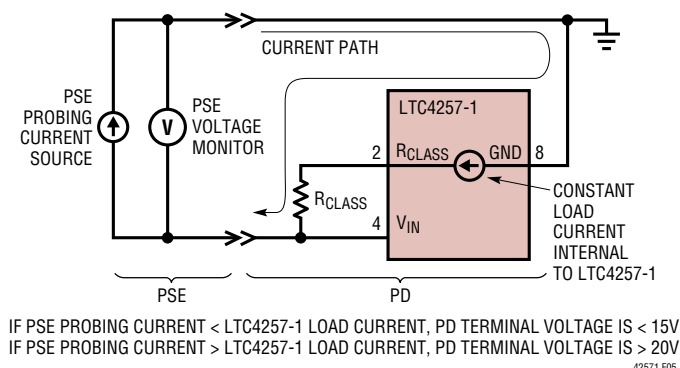 CURRENT PATH
PSE
PROBING
CURRENT
SOURCE
V
PSE
VOLTAGE
MONITOR
LTC4257-1
2
RCLASS
GND
8
RCLASS
4
VIN
CONSTANT
LOAD
CURRENT
INTERNAL
TO LTC4257-1
PSE
PD
IF PSE PROBING CURRENT < LTC4257-1 LOAD CURRENT, PD TERMINAL VOLTAGE IS < 15V
IF PSE PROBING CURRENT > LTC4257-1 LOAD CURRENT, PD TERMINAL VOLTAGE IS > 20V
42571 F05